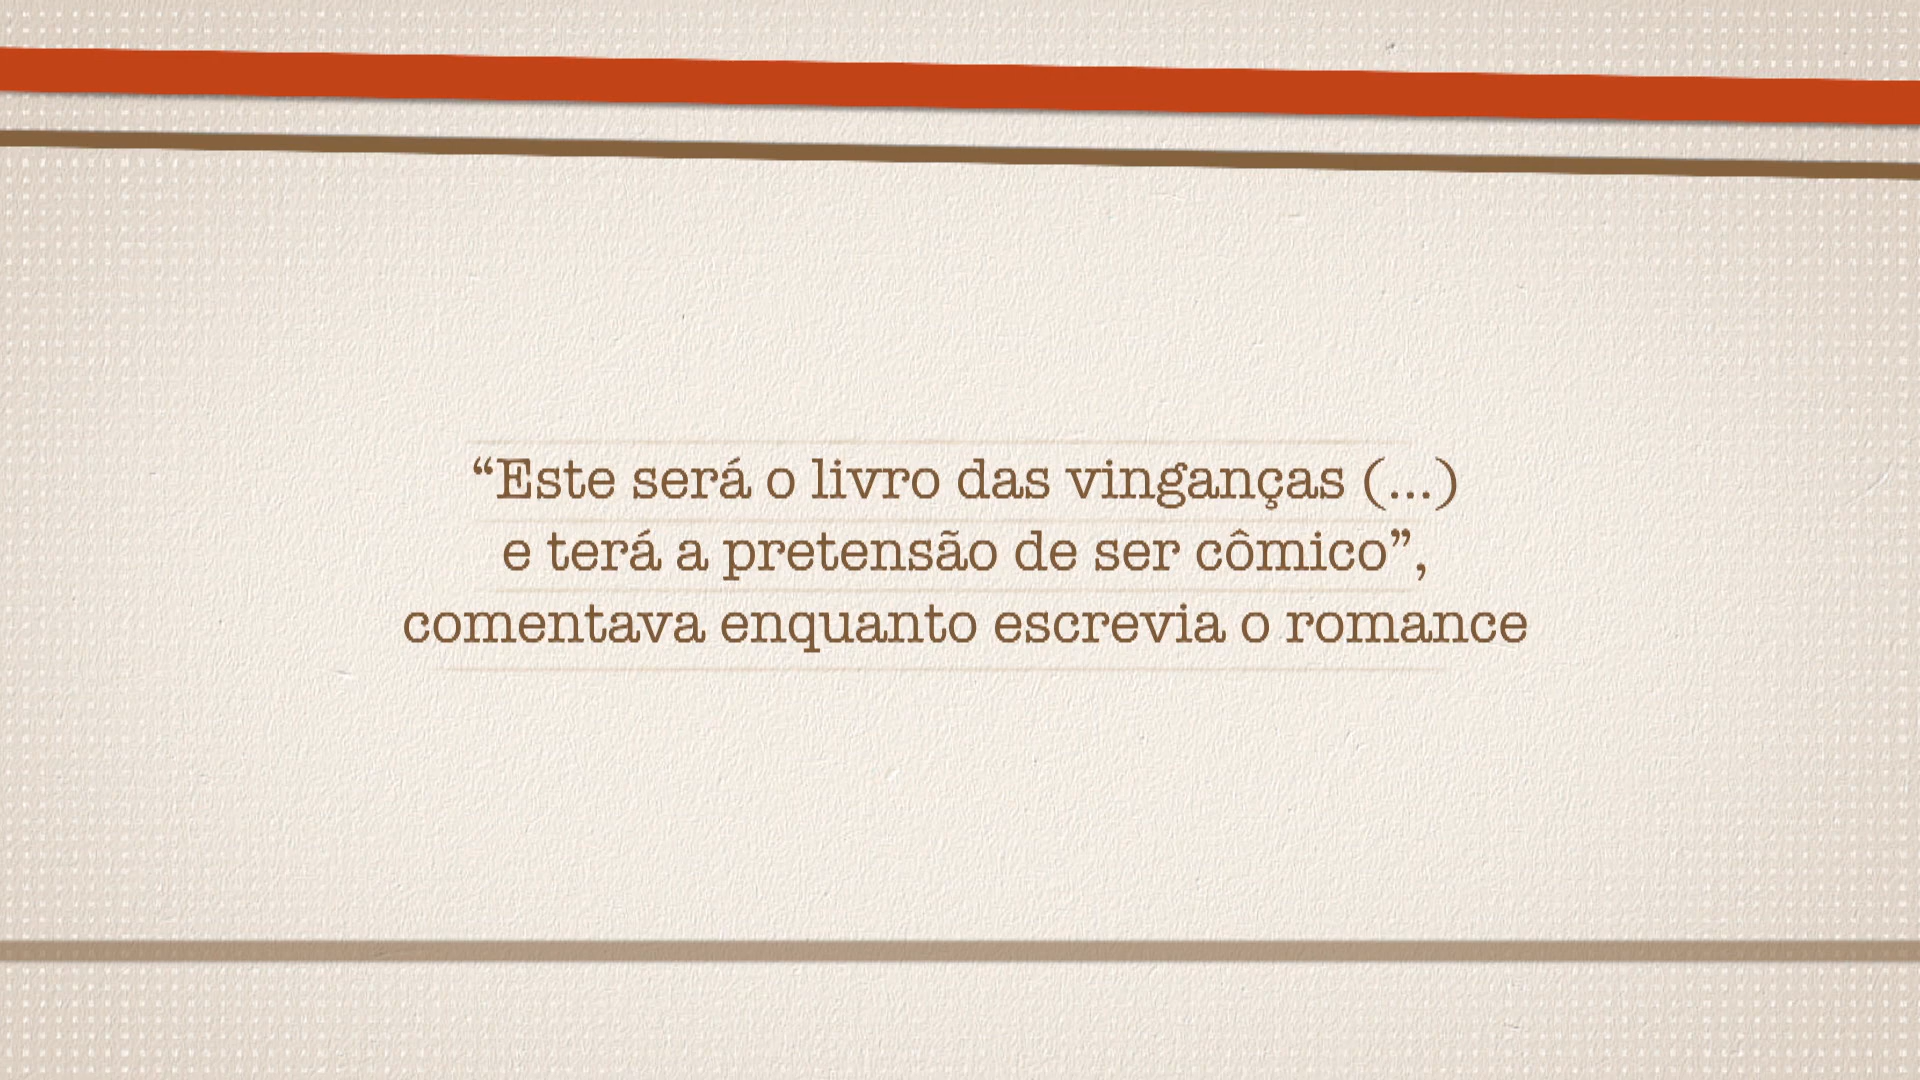 “Este será o livro das vinganças (...)
e terá a pretensão de ser cômico”,
comentava enquanto escrevia o romance